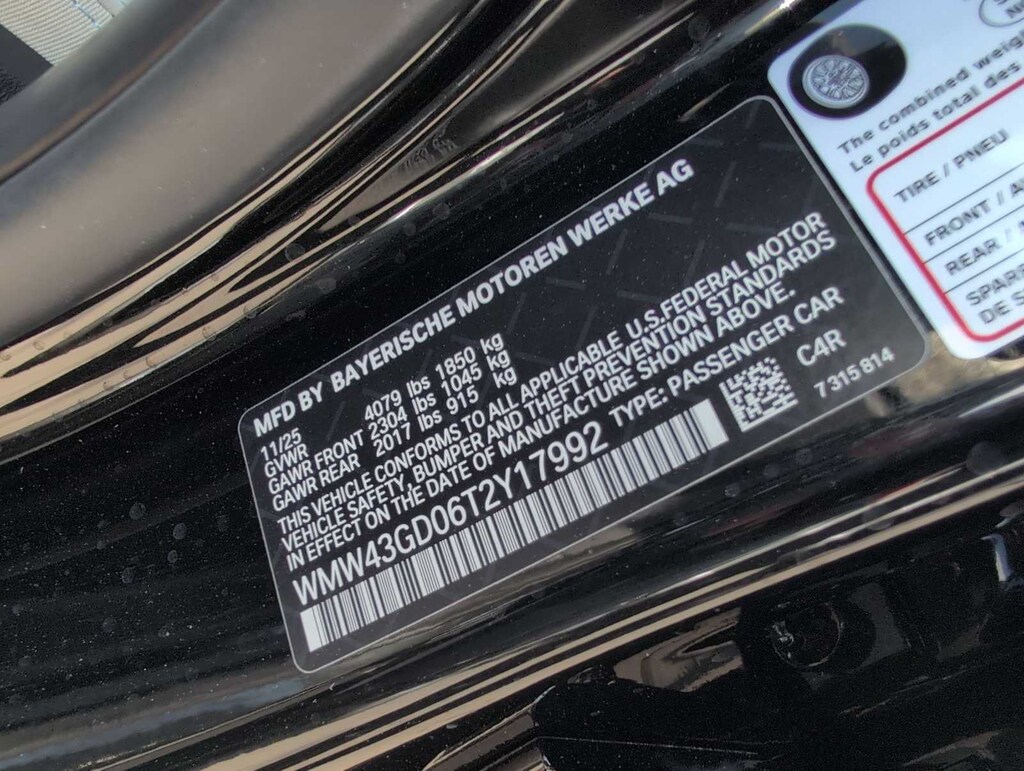 MFD BY BAYERISCHE MOTOREN WERKE AG
11/25
GVWR 4079 lbs 1850 kg
GAWR FRONT 2304 lbs 1045 kg
GAWR REAR 2017 lbs 915 kg
THIS VEHICLE CONFORMS TO ALL APPLICABLE U.S.FEDERAL MOTOR
VEHICLE SAFETY, BUMPER AND THEFT PREVENTION STANDARDS
IN EFFECT ON THE DATE OF MANUFACTURE SHOWN ABOVE.
WMW43GD06T2Y17992 TYPE: PASSENGER CAR
C4R
7315814
The combined
Le poids total des
TIRE / PNEU
FRONT /
REAR /